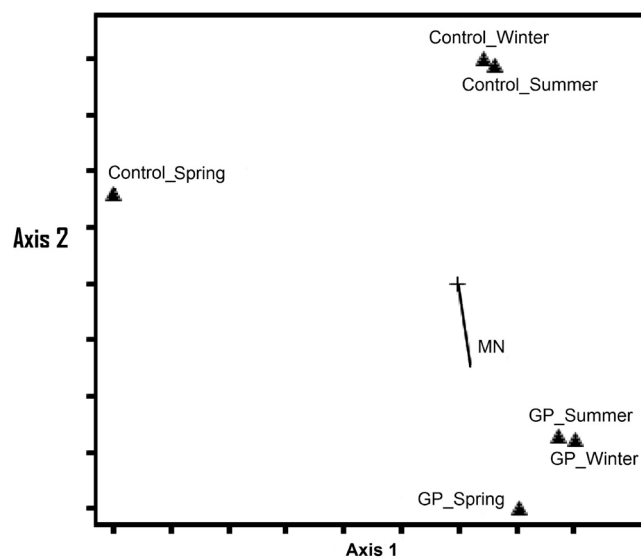 Control_Winter
Control_Summer
Control_Spring
Axis 2
MN
GP_Summer
GP_Winter
GP_Spring
Axis 1